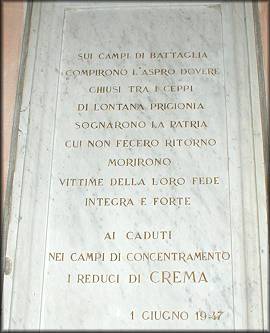 SUI CAMPI DI BATTAGLIA
COMPIRONO L'ASPRO DOVERE
CHIUSI TRA I CEPPI
DI LONTANA PRIGIONIA
SOGNARONO LA PATRIA
CUI NON FECERO RITORNO
MORIRONO
VITTIME DELLA LORO FEDE
INTEGRA E FORTE
AI CADUTI
NEI CAMPI DI CONCENTRAMENTO
I REDUCI DI CREMA
1 GIUGNO 1947